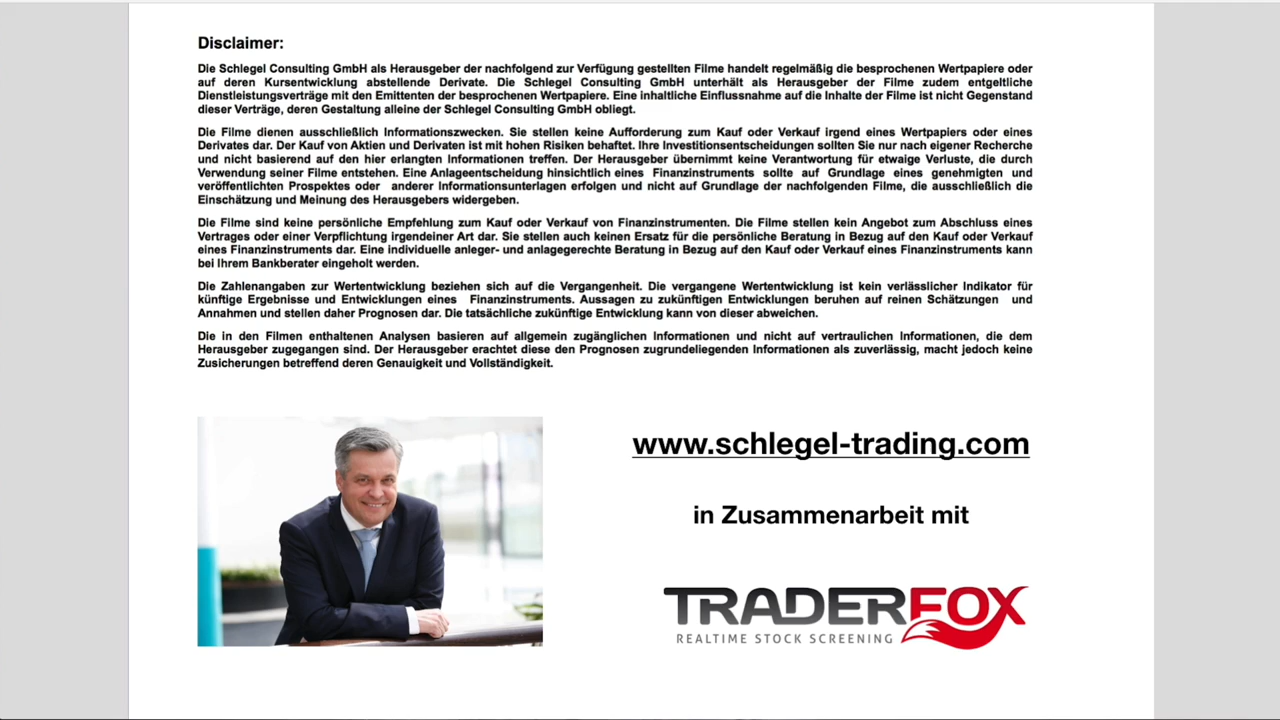 Disclaimer:
Die Schlegel Consulting GmbH als Herausgeber der nachfolgend zur Verfügung gestellten Filme handelt regelmäßig die besprochenen Wertpapiere oder
auf deren Kursentwicklung abstellende Derivate. Die Schlegel Consulting GmbH unterhält als Herausgeber der Filme zudem entgeltliche
Dienstleistungsverträge mit den Emittenten der besprochenen Wertpapiere. Eine inhaltliche Einflussnahme auf die Inhalte der Filme ist nicht Gegenstand
dieser Verträge, deren Gestaltung alleine der Schlegel Consulting GmbH obliegt.
Die Filme dienen ausschließlich Informationszwecken. Sie stellen keine Aufforderung zum Kauf oder Verkauf irgend eines Wertpapiers oder eines
Derivates dar. Der Kauf von Aktien und Derivaten ist mit hohen Risiken behaftet. Ihre Investitionsentscheidungen sollten Sie nur nach eigener Recherche
und nicht basierend auf den hier erlangten Informationen treffen. Der Herausgeber übernimmt keine Verantwortung für etwaige Verluste, die durch
Verwendung seiner Filme entstehen. Eine Anlageentscheidung hinsichtlich eines Finanzinstruments sollte auf Grundlage eines genehmigten und
veröffentlichten Prospektes oder anderer Informationsunterlagen erfolgen und nicht auf Grundlage der nachfolgenden Filme, die ausschließlich die
Einschätzung und Meinung des Herausgebers widergeben.
Die Filme sind keine persönliche Empfehlung zum Kauf oder Verkauf von Finanzinstrumenten. Die Filme stellen kein Angebot zum Abschluss eines
Vertrages oder einer Verpflichtung irgendeiner Art dar. Sie stellen auch keinen Ersatz für die persönliche Beratung in Bezug auf den Kauf oder Verkauf
eines Finanzinstruments dar. Eine individuelle anleger- und anlagegerechte Beratung in Bezug auf den Kauf oder Verkauf eines Finanzinstruments kann
bei Ihrem Bankberater eingeholt werden.
Die Zahlenangaben zur Wertentwicklung beziehen sich auf die Vergangenheit. Die vergangene Wertentwicklung ist kein verlässlicher Indikator für
künftige Ergebnisse und Entwicklungen eines Finanzinstruments. Aussagen zu zukünftigen Entwicklungen beruhen auf reinen Schätzungen und
Annahmen und stellen daher Prognosen dar. Die tatsächliche zukünftige Entwicklung kann von dieser abweichen.
Die in den Filmen enthaltenen Analysen basieren auf allgemein zugänglichen Informationen und nicht auf vertraulichen Informationen, die dem
Herausgeber zugegangen sind. Der Herausgeber erachtet diese den Prognosen zugrundeliegenden Informationen als zuverlässig, macht jedoch keine
Zusicherungen betreffend deren Genauigkeit und Vollständigkeit.
www.schlegel-trading.com
in Zusammenarbeit mit
TRADERFOX
REALTIME STOCK SCREENING